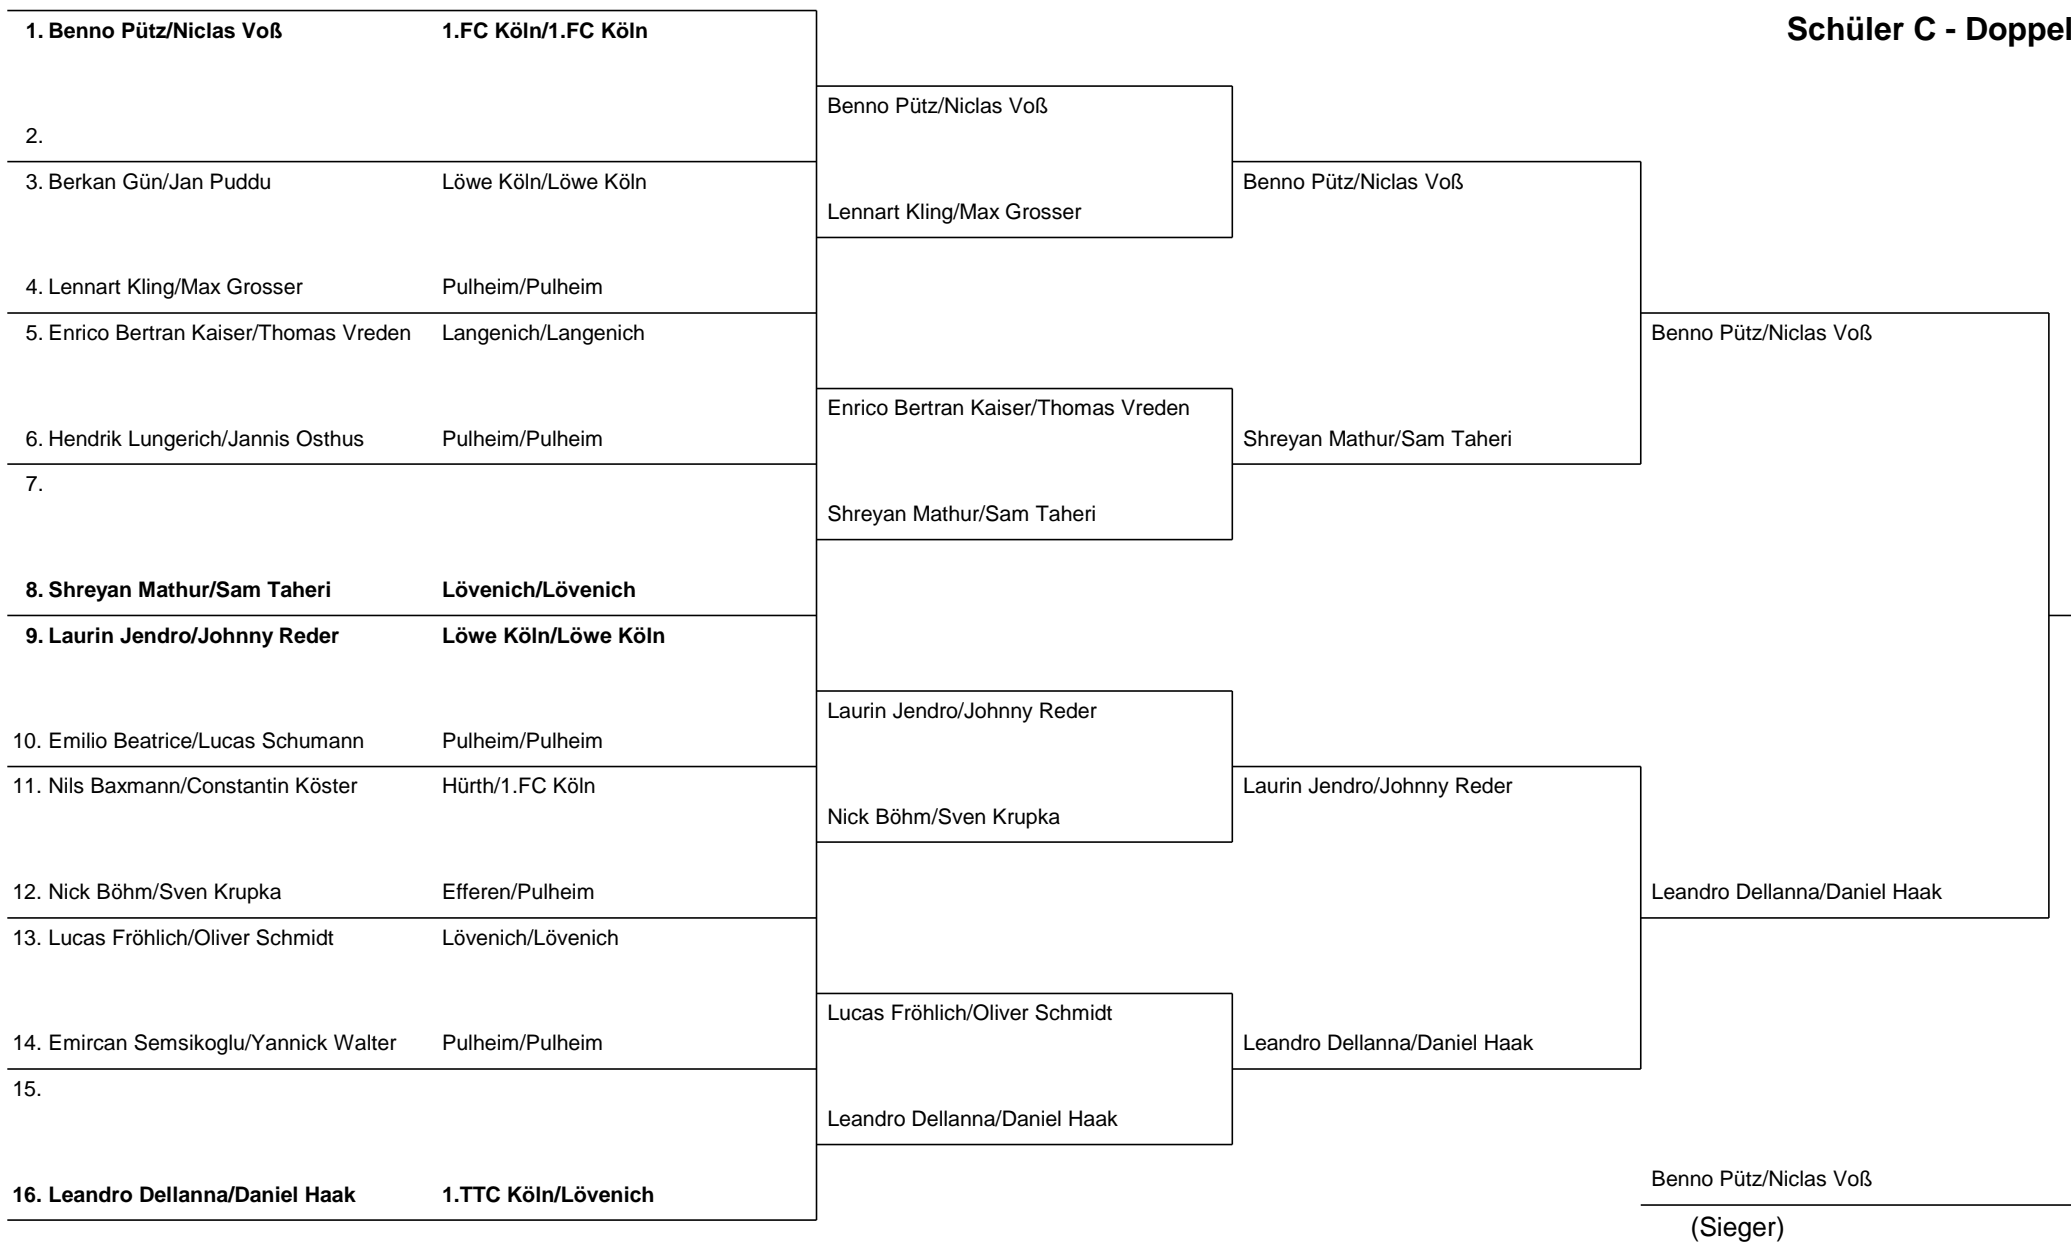 Schüler C - Doppel
1. Benno Pütz/Niclas Voß 1.FC Köln/1.FC Köln
2.
3. Berkan Gün/Jan Puddu Löwe Köln/Löwe Köln
4. Lennart Kling/Max Grosser Pulheim/Pulheim
5. Enrico Bertran Kaiser/Thomas Vreden Langenich/Langenich
6. Hendrik Lungerich/Jannis Osthus Pulheim/Pulheim
7.
8. Shreyan Mathur/Sam Taheri Lövenich/Lövenich
9. Laurin Jendro/Johnny Reder Löwe Köln/Löwe Köln
10. Emilio Beatrice/Lucas Schumann Pulheim/Pulheim
11. Nils Baxmann/Constantin Köster Hürth/1.FC Köln
12. Nick Böhm/Sven Krupka Efferen/Pulheim
13. Lucas Fröhlich/Oliver Schmidt Lövenich/Lövenich
14. Emircan Semsikoglu/Yannick Walter Pulheim/Pulheim
15.
16. Leandro Dellanna/Daniel Haak 1.TTC Köln/Lövenich
Benno Pütz/Niclas Voß
Lennart Kling/Max Grosser
Enrico Bertran Kaiser/Thomas Vreden
Shreyan Mathur/Sam Taheri
Laurin Jendro/Johnny Reder
Nick Böhm/Sven Krupka
Lucas Fröhlich/Oliver Schmidt
Leandro Dellanna/Daniel Haak
Benno Pütz/Niclas Voß
Shreyan Mathur/Sam Taheri
Laurin Jendro/Johnny Reder
Leandro Dellanna/Daniel Haak
Benno Pütz/Niclas Voß
Leandro Dellanna/Daniel Haak
Benno Pütz/Niclas Voß
(Sieger)